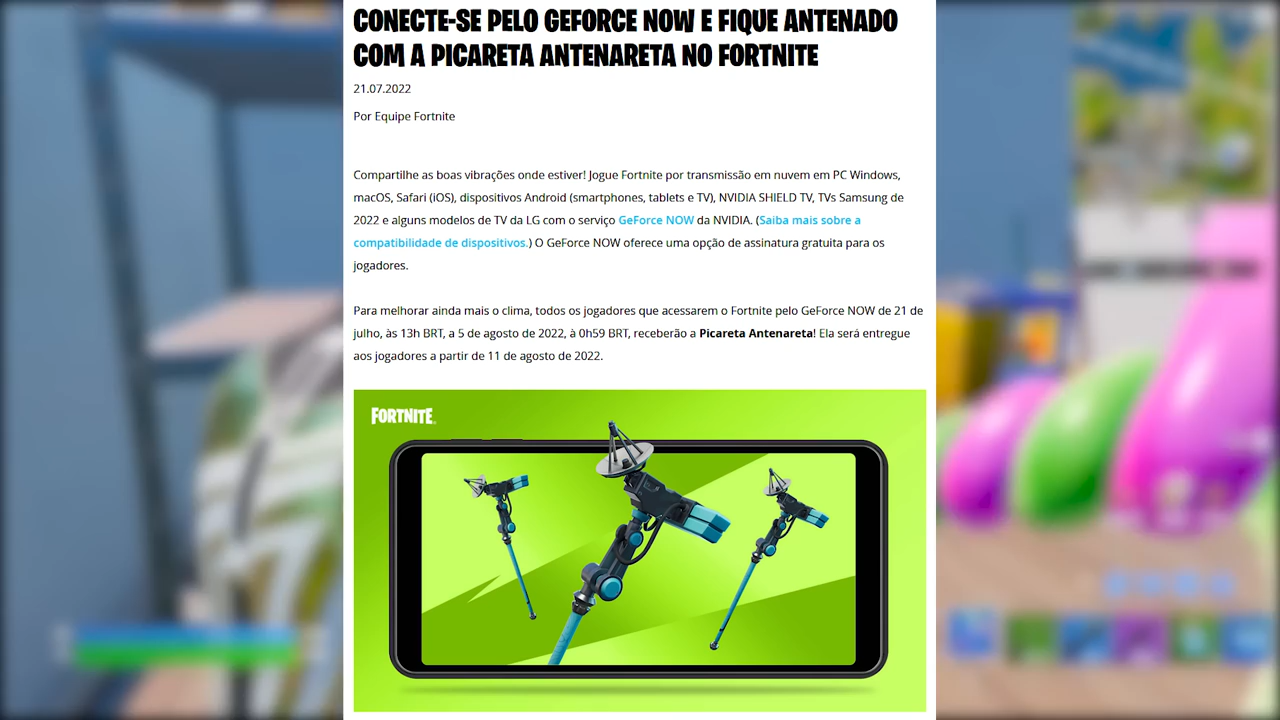 CONECTE-SE PELO GEFORCE NOW E FIQUE ANTENADO
COM A PICARETA ANTENARETA NO FORTNITE
21.07.2022
Por Equipe Fortnite
Compartilhe as boas vibrações onde estiver! Jogue Fortnite por transmissão em nuvem em PC Windows,
macOS, Safari (iOS), dispositivos Android (smartphones, tablets e TV), NVIDIA SHIELD TV, TVs Samsung de
2022 e alguns modelos de TV da LG com o serviço GeForce NOW da NVIDIA. (Saiba mais sobre a
compatibilidade de dispositivos.) O GeForce NOW oferece uma opção de assinatura gratuita para os
jogadores.
Para melhorar ainda mais o clima, todos os jogadores que acessarem o Fortnite pelo GeForce NOW de 21 de
julho, às 13h BRT, a 5 de agosto de 2022, à 0h59 BRT, receberão a Picareta Antenareta! Ela será entregue
aos jogadores a partir de 11 de agosto de 2022.
FORTNITE